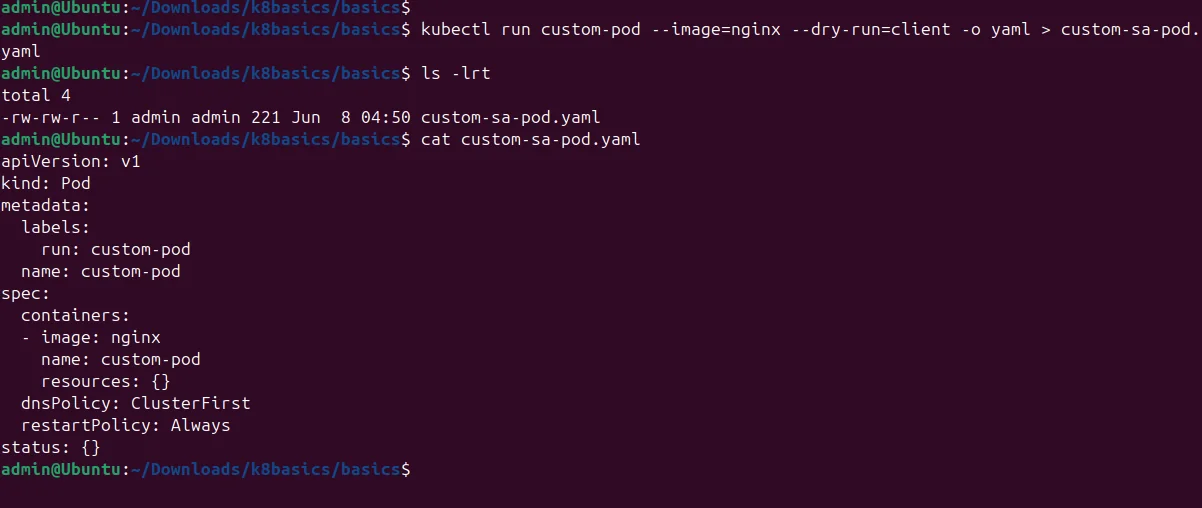 admin@Ubuntu:~/Downloads/k8basics/basics$
admin@Ubuntu:~/Downloads/k8basics/basics$ kubectl run custom-pod --image=nginx --dry-run=client -o yaml > custom-sa-pod.
yaml
admin@Ubuntu:~/Downloads/k8basics/basics$ ls -lrt
total 4
-rw-rw-r-- 1 admin admin 221 Jun  8 04:50 custom-sa-pod.yaml
admin@Ubuntu:~/Downloads/k8basics/basics$ cat custom-sa-pod.yaml
apiVersion: v1
kind: Pod
metadata:
  labels:
    run: custom-pod
  name: custom-pod
spec:
  containers:
  - image: nginx
    name: custom-pod
    resources: {}
  dnsPolicy: ClusterFirst
  restartPolicy: Always
status: {}
admin@Ubuntu:~/Downloads/k8basics/basics$